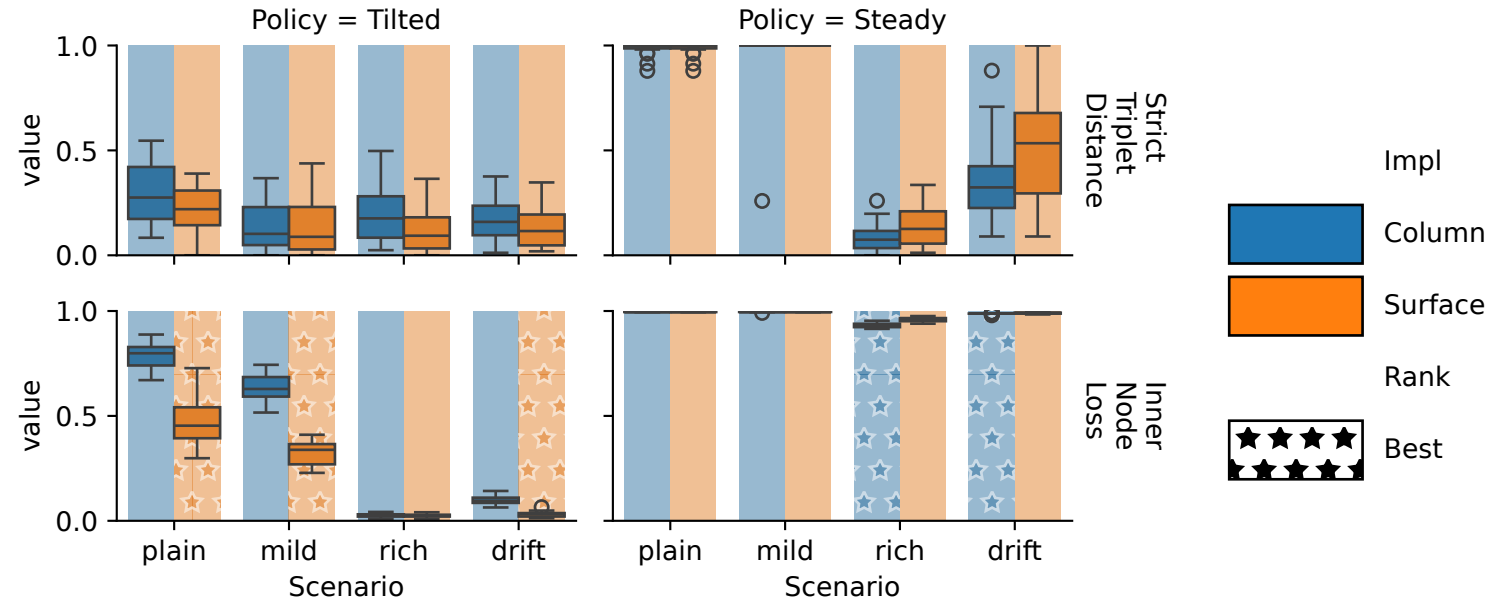 Policy = Tilted
Policy = Steady
value
1.0
0.5
0.0
Strict
Triplet
Distance
value
1.0
0.5
0.0
Inner
Node
Loss
plain
mild
rich
drift
Scenario
plain
mild
rich
drift
Scenario
Impl
Column
Surface
Rank
Best